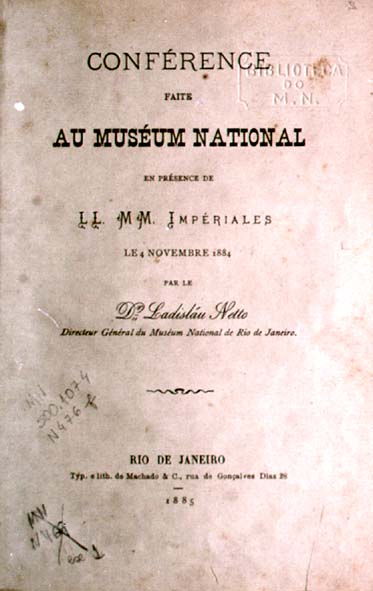 CONFÉRENCE
BIBLIOTECA
DO
M.N.
FAITE
AU MUSÉUM NATIONAL
EN PRÉSENCE DE
LL. MM. IMPÉRIALES
LE 4 NOVEMBRE 1884
PAR LE
Dr. Ladisláu Netto
Directeur Général du Muséum National de Rio de Janeiro.
MN
500.1074
N476
RIO DE JANEIRO
Typ. e lith. de Machado & C., rua de Gonçalves Dias 28
1885
MN
ex 1